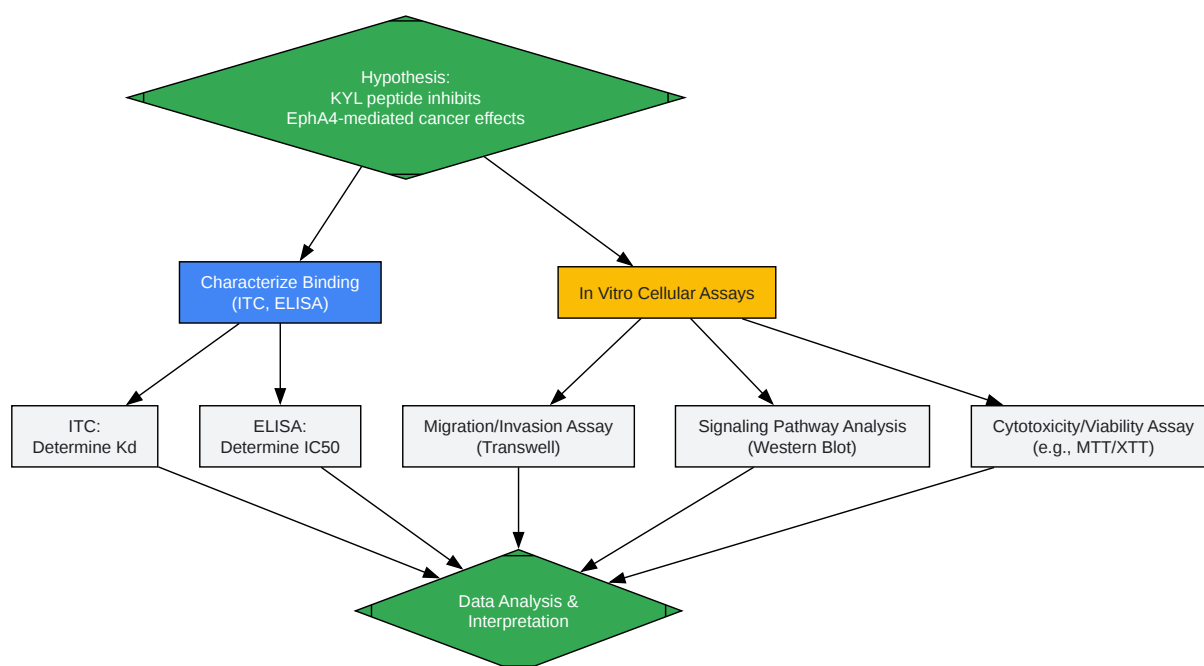 Hypothesis:
KYL peptide inhibits
EphA4-mediated cancer effects
Characterize Binding
(ITC, ELISA)
In Vitro Cellular Assays
ITC:
Determine Kd
ELISA:
Determine IC50
Migration/Invasion Assay
(Transwell)
Signaling Pathway Analysis
(Western Blot)
Cytotoxicity/Viability Assay
(e.g., MTT/XTT)
Data Analysis &
Interpretation